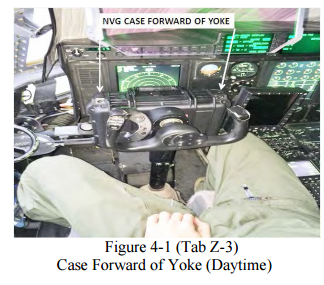 NVG CASE FORWARD OF YOKE
Figure 4-1 (Tab Z-3)
Case Forward of Yoke (Daytime)